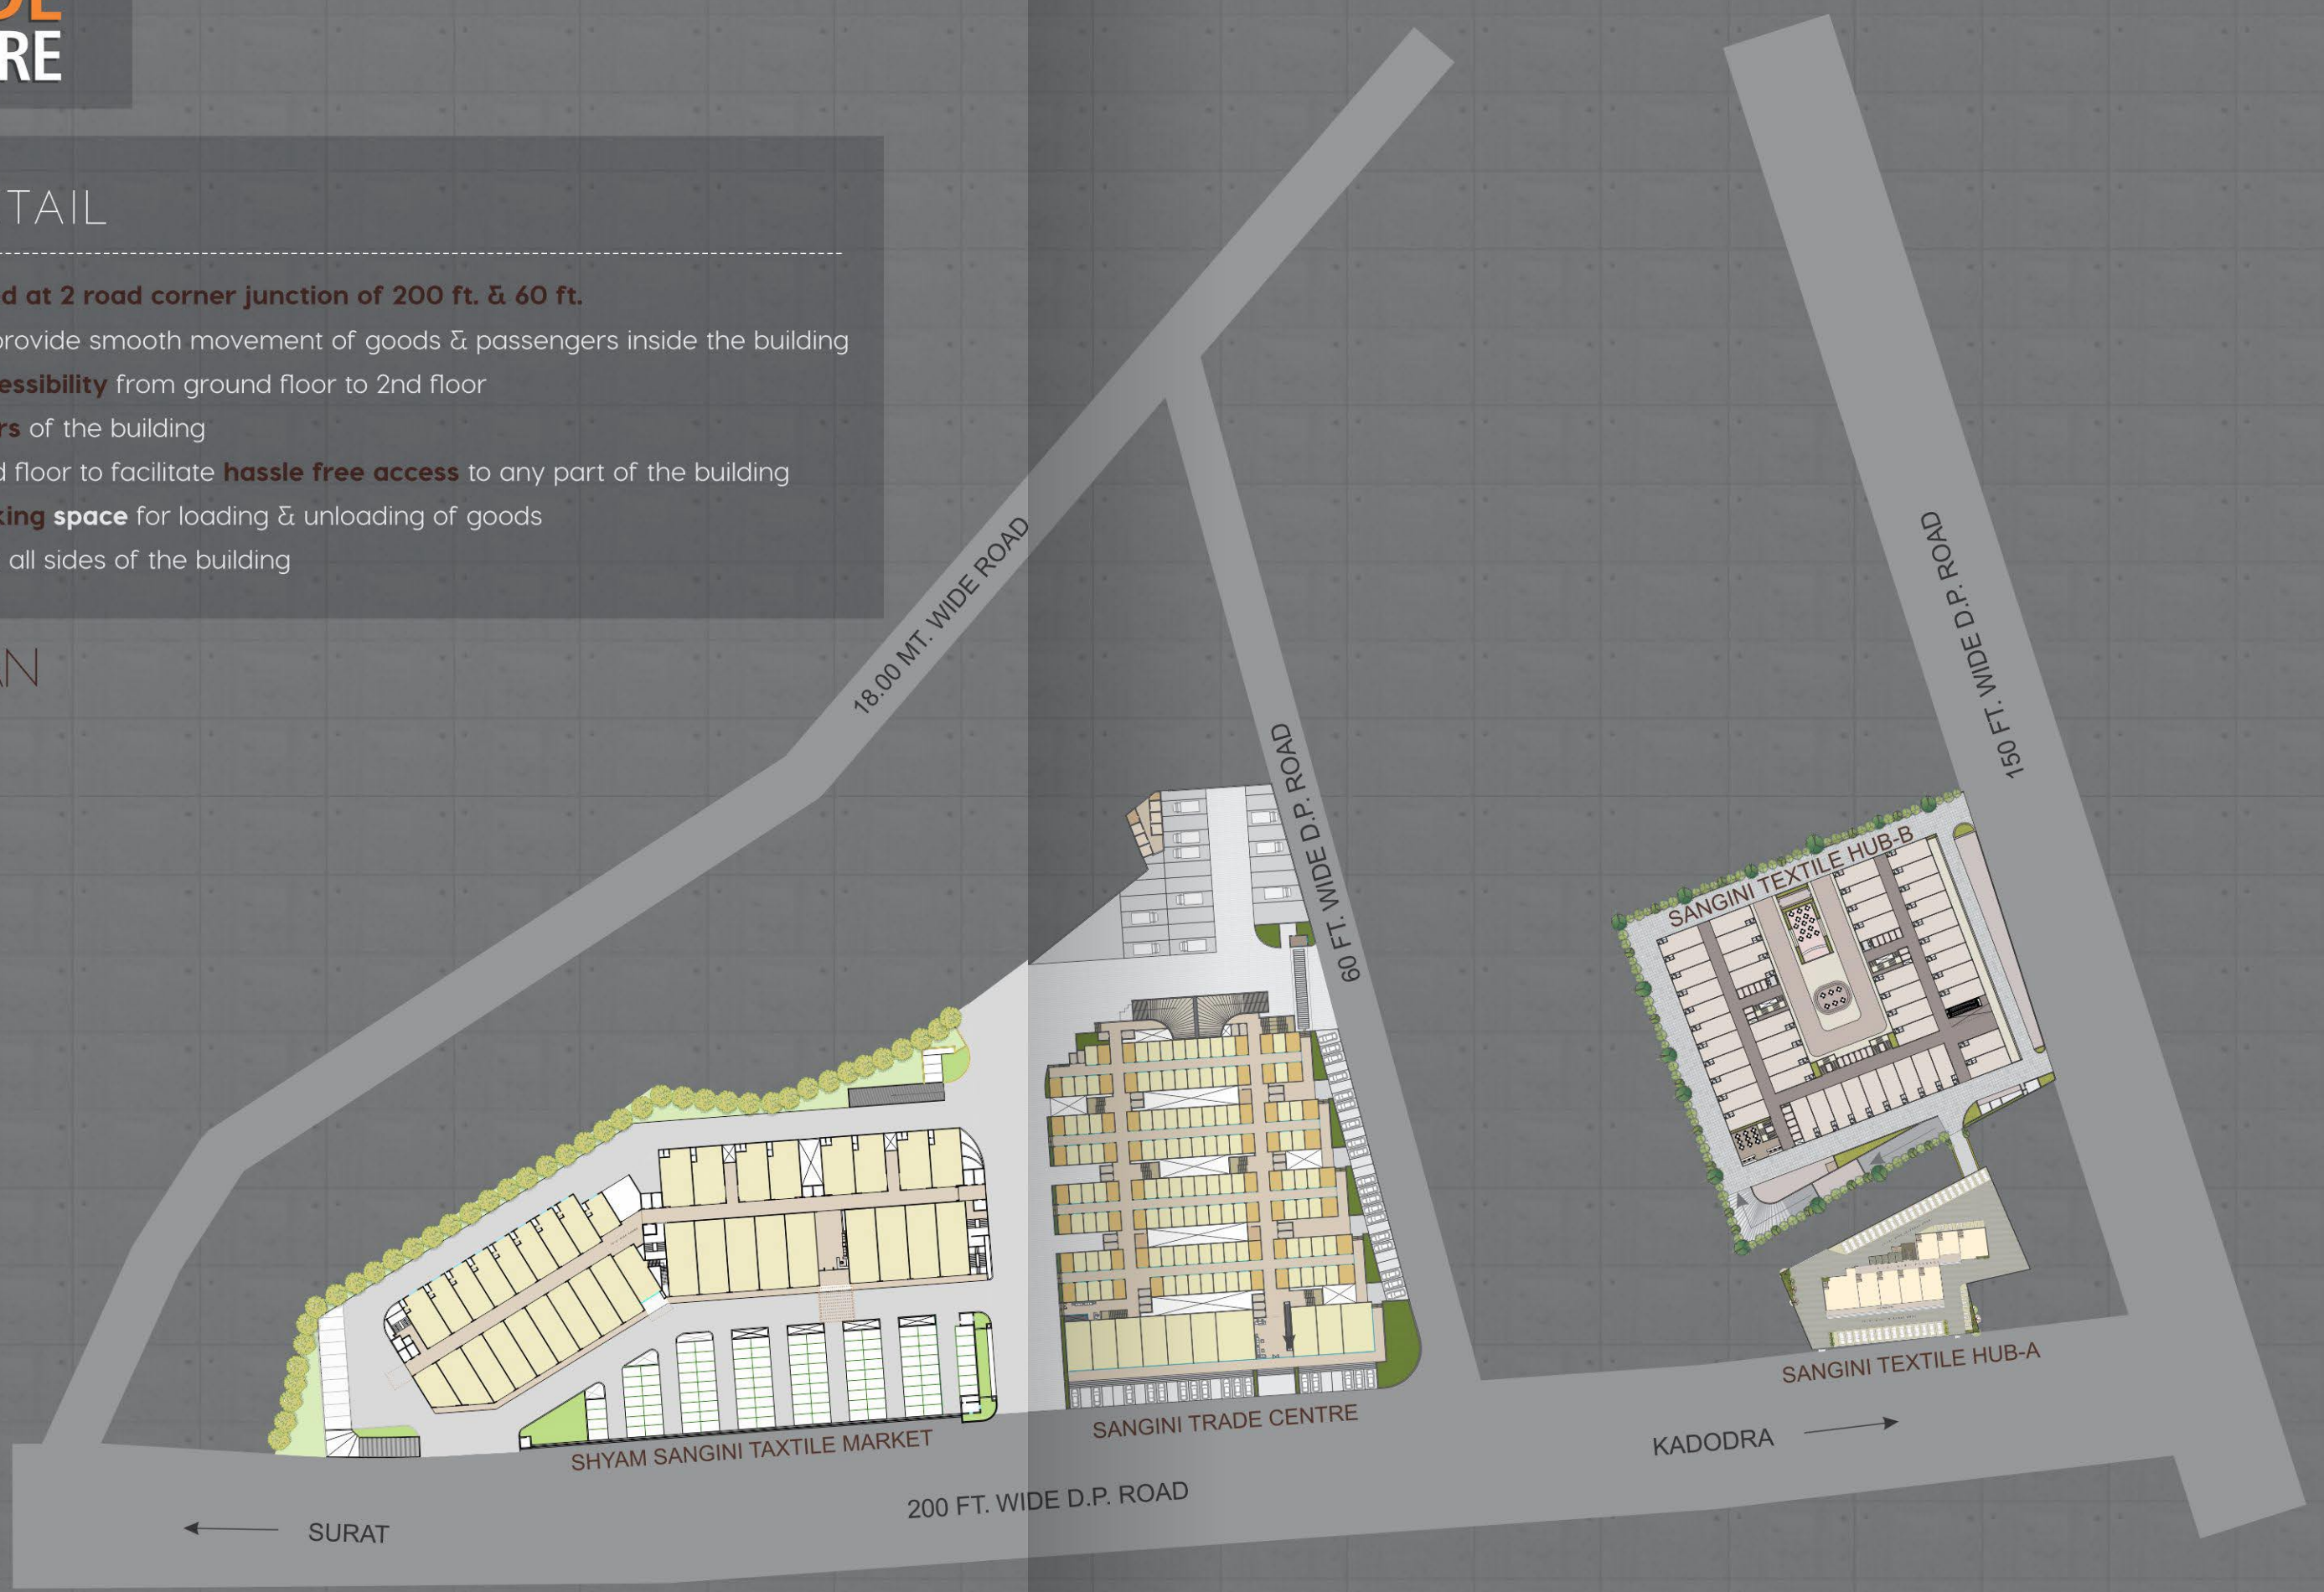 DE
RE
TAIL
d at 2 road corner junction of 200 ft. & 60 ft.
provide smooth movement of goods & passengers inside the building
essibility from ground floor to 2nd floor
rs of the building
d floor to facilitate hassle free access to any part of the building
king space for loading & unloading of goods
all sides of the building
AN
18.00 MT. WIDE ROAD
60 FT. WIDE D.P. ROAD
150 FT. WIDE D.P. ROAD
SANGINI TEXTILE HUB-B
SANGINI TEXTILE HUB-A
SANGINI TRADE CENTRE
SHYAM SANGINI TAXTILE MARKET
KADODRA
200 FT. WIDE D.P. ROAD
SURAT